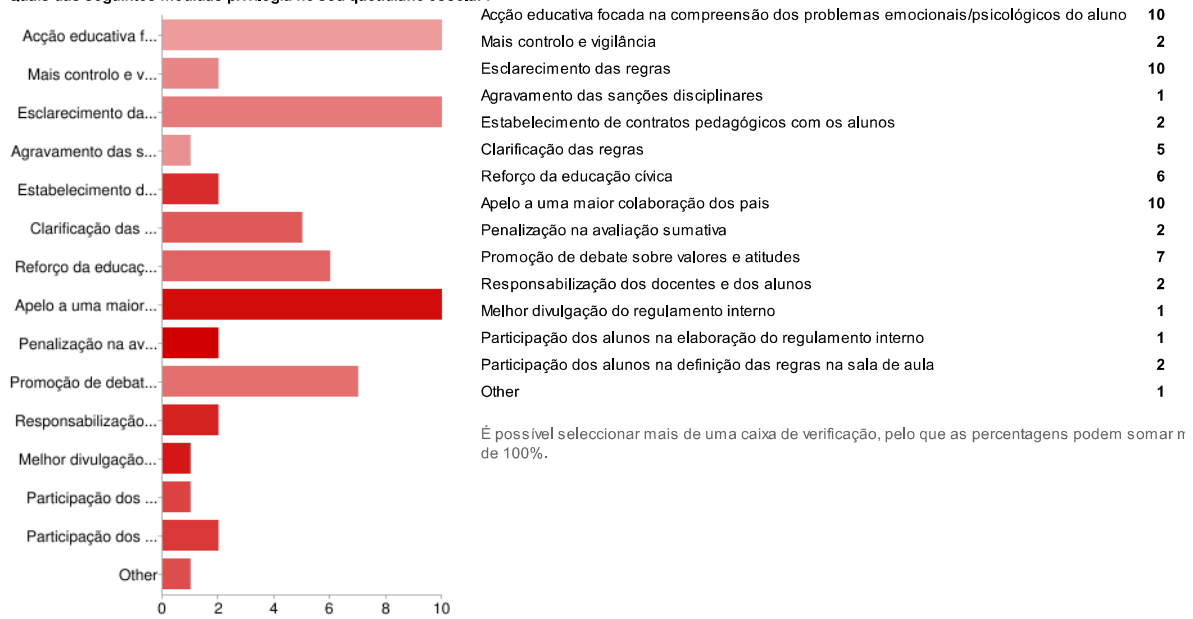 Acção educativa f...
Mais controlo e v...
Esclarecimento da...
Agravamento das s...
Estabelecimento d...
Clarificação das ...
Reforço da educaç...
Apelo a uma maior...
Penalização na av...
Promoção de debat...
Responsabilização...
Melhor divulgação...
Participação dos ...
Participação dos ...
Other
0 2 4 6 8 10
Acção educativa focada na compreensão dos problemas emocionais/psicológicos do aluno 10
Mais controlo e vigilância 2
Esclarecimento das regras 10
Agravamento das sanções disciplinares 1
Estabelecimento de contratos pedagógicos com os alunos 2
Clarificação das regras 5
Reforço da educação cívica 6
Apelo a uma maior colaboração dos pais 10
Penalização na avaliação sumativa 2
Promoção de debate sobre valores e atitudes 7
Responsabilização dos docentes e dos alunos 2
Melhor divulgação do regulamento interno 1
Participação dos alunos na elaboração do regulamento interno 1
Participação dos alunos na definição das regras na sala de aula 2
Other 1
É possível seleccionar mais de uma caixa de verificação, pelo que as percentagens podem somar m
de 100%.